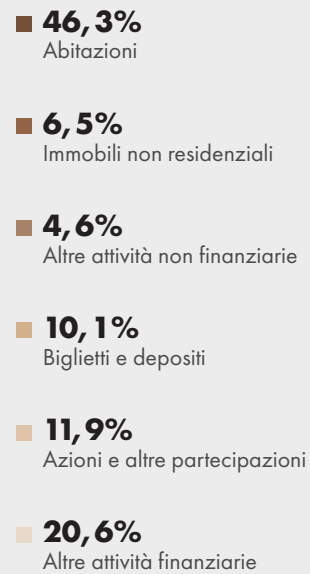 46,3%
Abitazioni
6,5%
Immobili non residenziali
4,6%
Altre attività non finanziarie
10,1%
Biglietti e depositi
11,9%
Azioni e altre partecipazioni
20,6%
Altre attività finanziarie